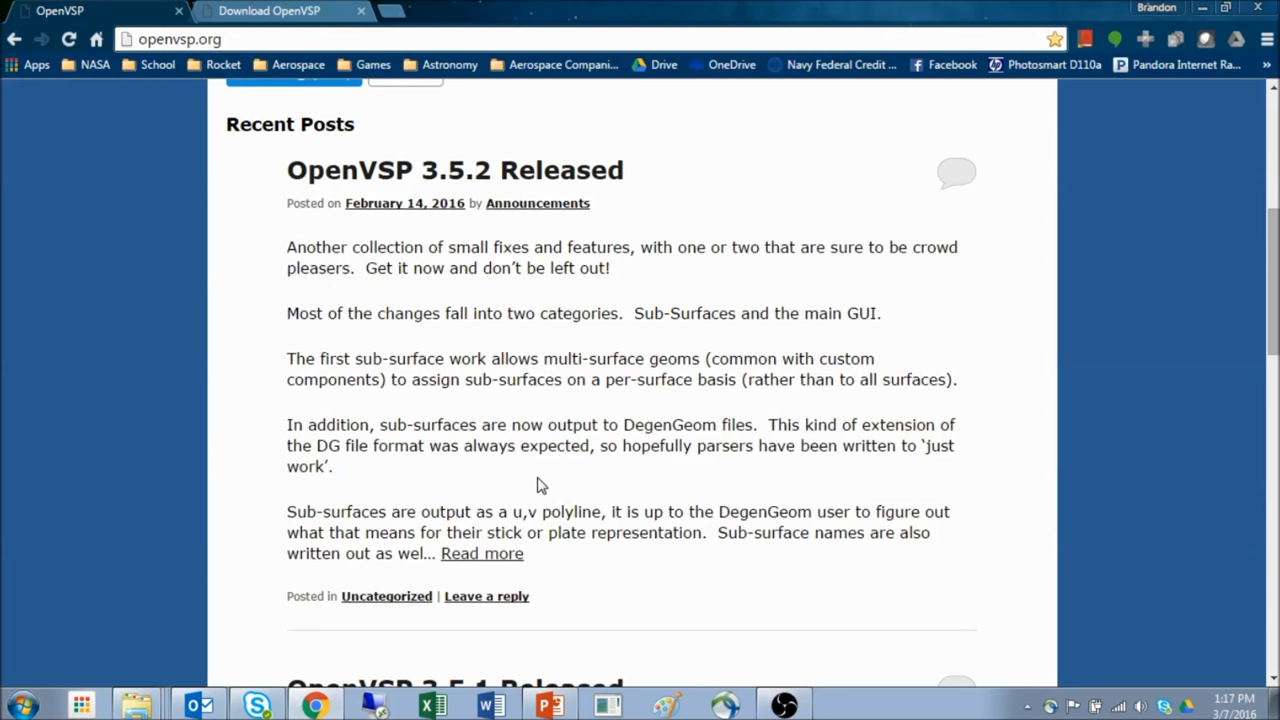 OpenVSP
Download OpenVSP
Brandon
openvsp.org
Apps NASA School Rocket Aerospace Games Astronomy Aerospace Compani... Drive OneDrive Navy Federal Credit ... Facebook Photosmart D110a Pandora Internet Ra... »
Recent Posts
OpenVSP 3.5.2 Released
Posted on February 14, 2016 by Announcements
Another collection of small fixes and features, with one or two that are sure to be crowd
pleasers. Get it now and don’t be left out!
Most of the changes fall into two categories. Sub-Surfaces and the main GUI.
The first sub-surface work allows multi-surface geoms (common with custom
components) to assign sub-surfaces on a per-surface basis (rather than to all surfaces).
In addition, sub-surfaces are now output to DegenGeom files. This kind of extension of
the DG file format was always expected, so hopefully parsers have been written to ‘just
work’.
Sub-surfaces are output as a u,v polyline, it is up to the DegenGeom user to figure out
what that means for their stick or plate representation. Sub-surface names are also
written out as wel... Read more
Posted in Uncategorized | Leave a reply
OpenVSP 3.5.1 Released
1:17 PM
3/7/2016